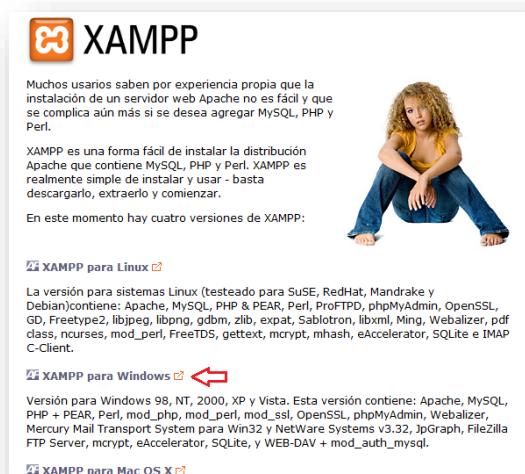 XAMPP
Muchos usarios saben por experiencia propia que la
instalación de un servidor web Apache no es fácil y que
se complica aún más si se desea agregar MySQL, PHP y
Perl.
XAMPP es una forma fácil de instalar la distribución
Apache que contiene MySQL, PHP y Perl. XAMPP es
realmente simple de instalar y usar - basta
descargarlo, extraerlo y comienzar.
En este momento hay cuatro versiones de XAMPP:
XAMPP para Linux
La versión para sistemas Linux (testeado para SuSE, RedHat, Mandrake y
Debian)contiene: Apache, MySQL, PHP & PEAR, Perl, ProFTPD, phpMyAdmin, OpenSSL,
GD, Freetype2, libjpeg, libpng, gdbm, zlib, expat, Sablotron, libxml, Ming, Webalizer, pdf
class, ncurses, mod_perl, FreeTDS, gettext, mcrypt, mhash, eAccelerator, SQLite e IMAP
C-Client.
XAMPP para Windows
Versión para Windows 98, NT, 2000, XP y Vista. Esta versión contiene: Apache, MySQL,
PHP + PEAR, Perl, mod_php, mod_perl, mod_ssl, OpenSSL, phpMyAdmin, Webalizer,
Mercury Mail Transport System para Win32 y NetWare Systems v3.32, JpGraph, FileZilla
FTP Server, mcrypt, eAccelerator, SQLite, y WEB-DAV + mod_auth_mysql.
XAMPP para Mac OS X